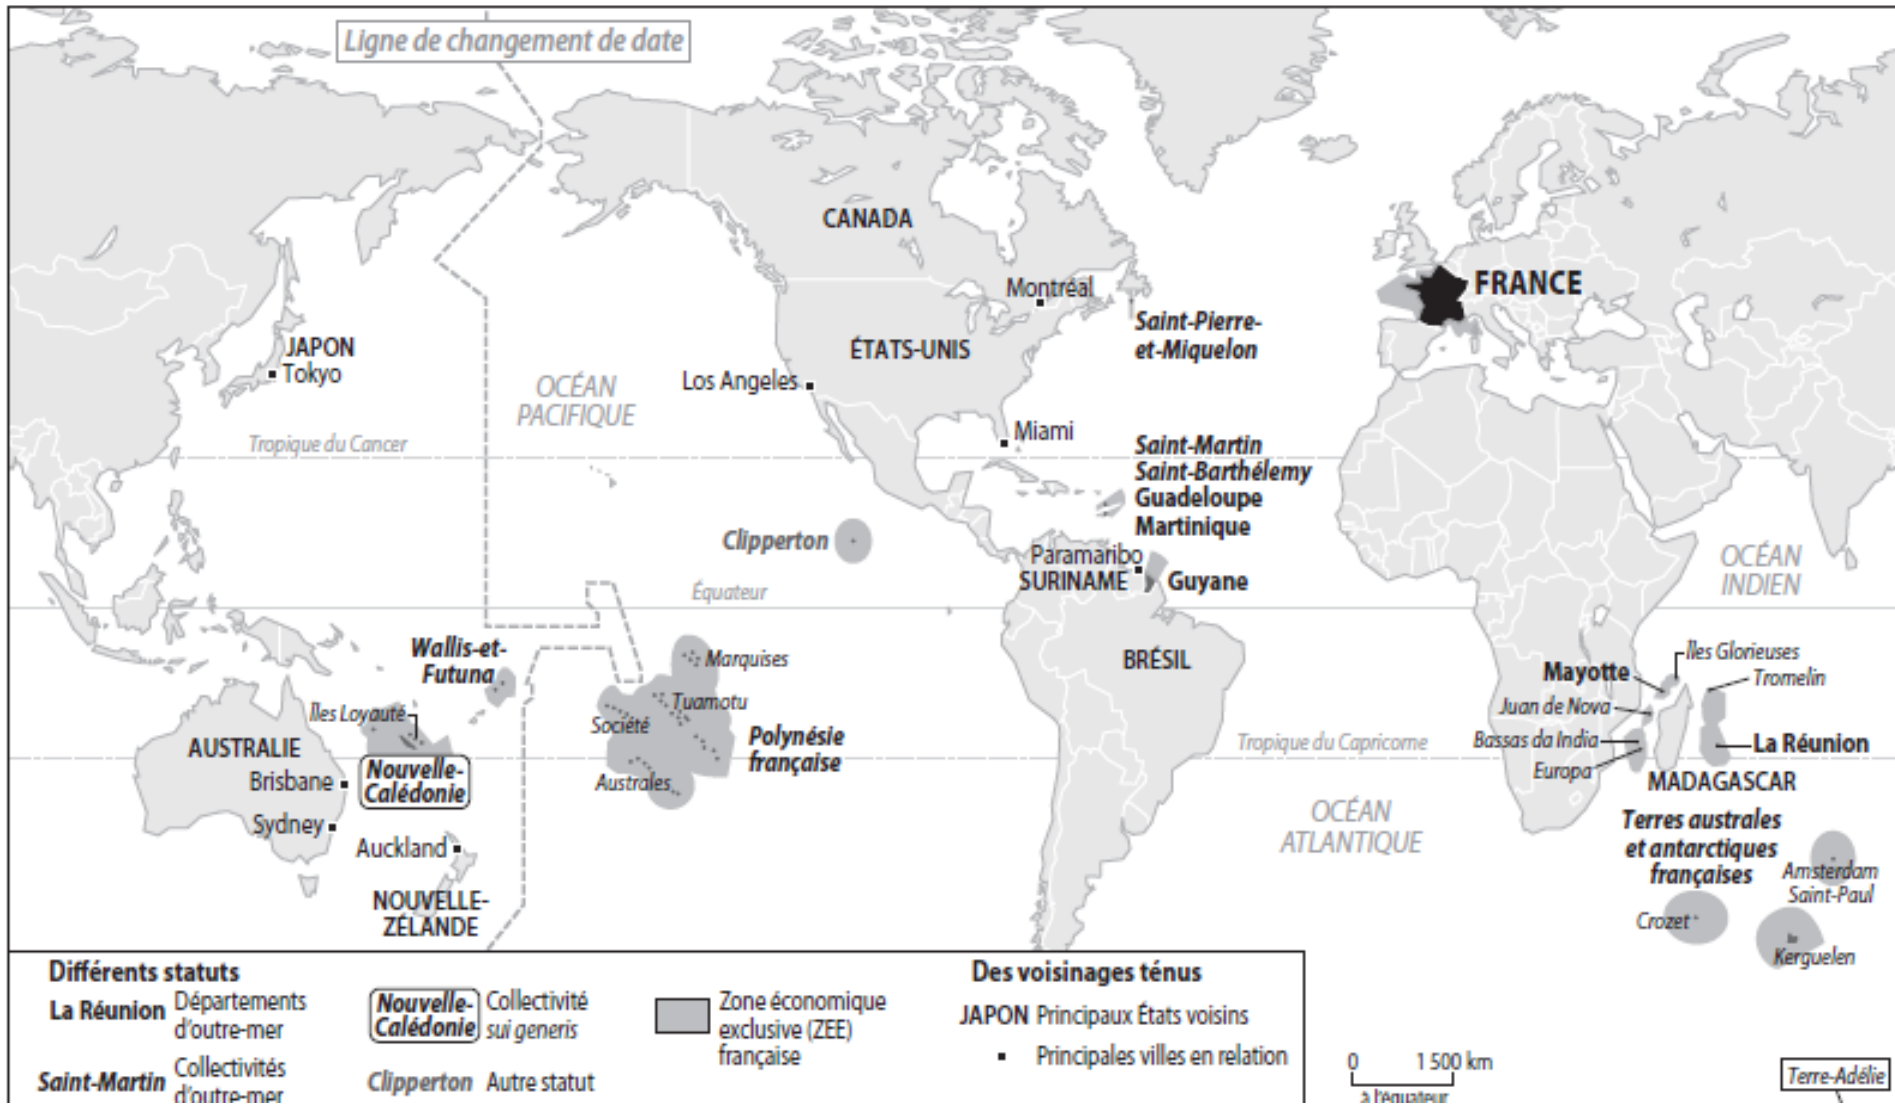 Ligne de changement de date
CANADA
Montréal
FRANCE
Saint-Pierre-
et-Miquelon
ÉTATS-UNIS
JAPON
Tokyo
Los Angeles
OCÉAN
PACIFIQUE
Miami
Tropique du Cancer
Saint-Martin
Saint-Barthélemy
Guadeloupe
Martinique
Clipperton
Paramaribo
SURINAME
Guyane
OCÉAN
INDIEN
Équateur
Wallis-et-
Futuna
Marquises
BRÉSIL
Îles Glorieuses
Mayotte
Tromelin
Tuamotu
Juan de Nova
Îles Loyauté
Société
AUSTRALIE
Polynésie
française
Tropique du Capricorne
Bassas da India
La Réunion
Nouvelle-
Calédonie
Brisbane
Australes
Europa
MADAGASCAR
Sydney
OCÉAN
ATLANTIQUE
Terres australes
et antarctiques
françaises
Auckland
Amsterdam
Saint-Paul
NOUVELLE-
ZÉLANDE
Crozet
Kerguelen
Différents statuts
La Réunion Départements
d'outre-mer
Saint-Martin Collectivités
d'outre-mer
Nouvelle-
Calédonie
Collectivité
sui generis
Clipperton Autre statut
Zone économique
exclusive (ZEE)
française
Des voisinages ténus
JAPON Principaux États voisins
Principales villes en relation
0 1 500 km
à l'équateur
Terre-Adélie